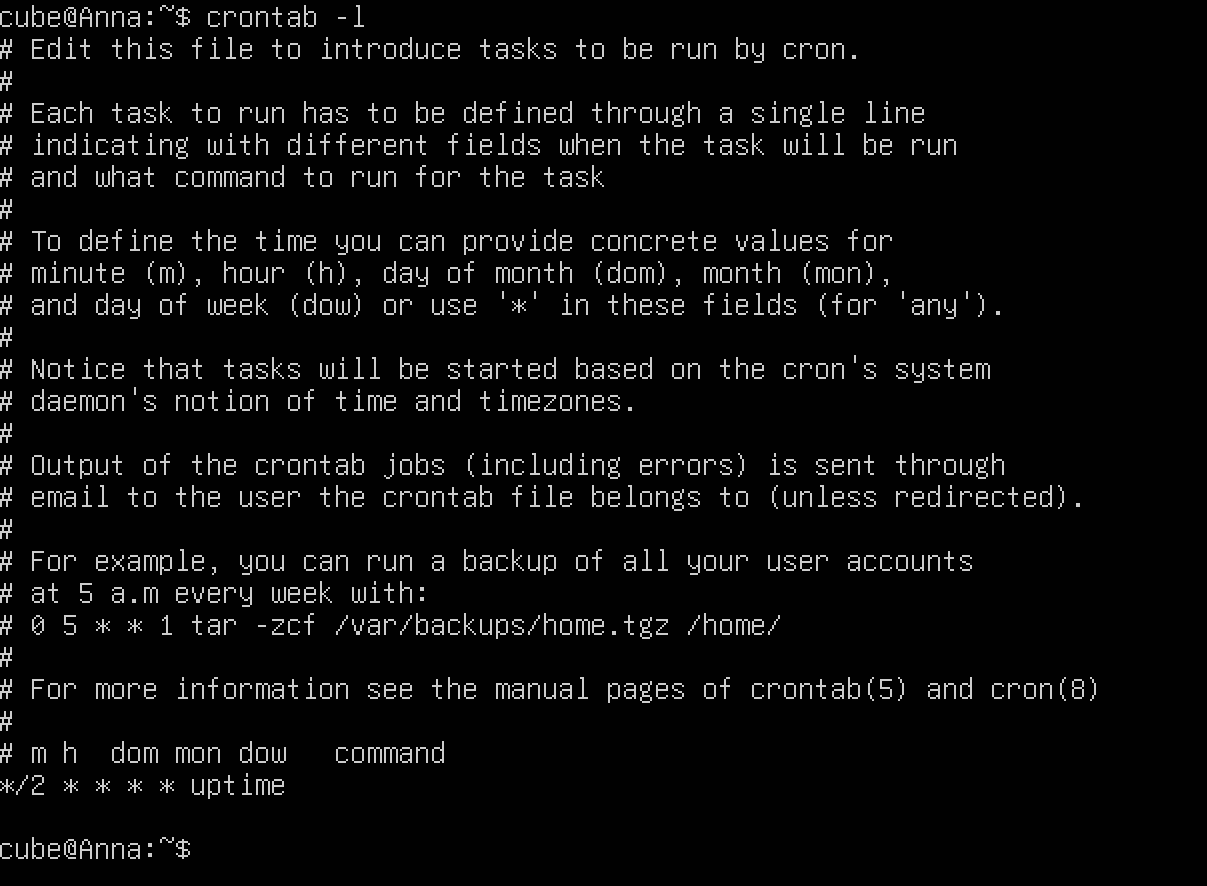 cube@Anna:~$ crontab -l
# Edit this file to introduce tasks to be run by cron.
#
# Each task to run has to be defined through a single line
# indicating with different fields when the task will be run
# and what command to run for the task
#
# To define the time you can provide concrete values for
# minute (m), hour (h), day of month (dom), month (mon),
# and day of week (dow) or use '*' in these fields (for 'any').
#
# Notice that tasks will be started based on the cron's system
# daemon's notion of time and timezones.
#
# Output of the crontab jobs (including errors) is sent through
# email to the user the crontab file belongs to (unless redirected).
#
# For example, you can run a backup of all your user accounts
# at 5 a.m every week with:
# 0 5 * * 1 tar -zcf /var/backups/home.tgz /home/
#
# For more information see the manual pages of crontab(5) and cron(8)
#
# m h  dom mon dow   command
*/2 * * * * uptime

cube@Anna:~$